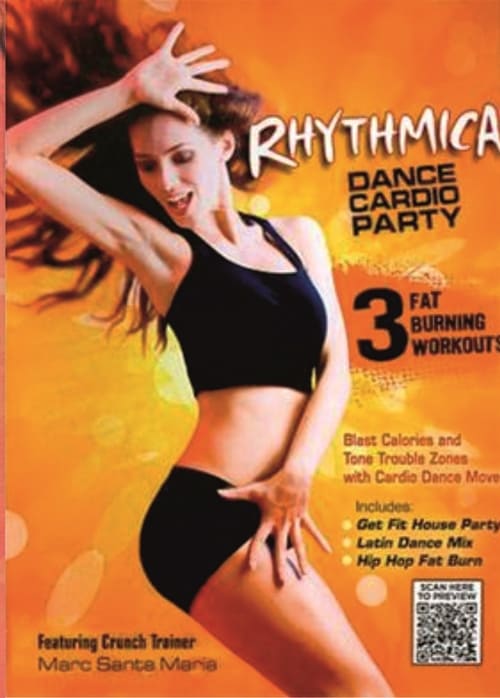 RHYTHMICA
DANCE
CARDIO
PARTY
3 FAT
BURNING
WORKOUTS
Blast Calories and
Tone Trouble Zones
with Cardio Dance Move
Includes:
Get Fit House Party
Latin Dance Mix
Hip Hop Fat Burn
SCAN HERE
TO PREVIEW
Featuring Crunch Trainer
Marc Santa Maria